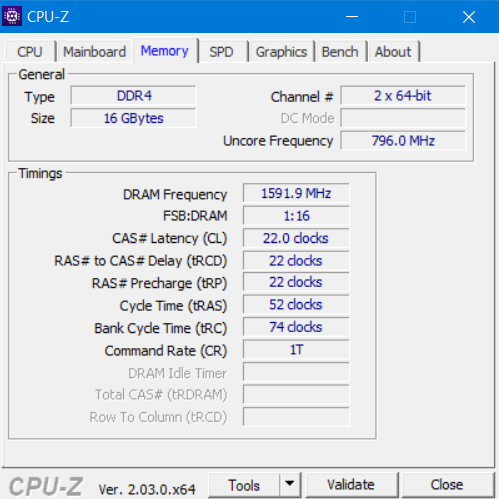 CPU-Z
CPU Mainboard Memory SPD Graphics Bench About
General
Type DDR4 Channel # 2 x 64-bit
Size 16 GBytes DC Mode
Uncore Frequency 796.0 MHz
Timings
DRAM Frequency 1591.9 MHz
FSB:DRAM 1:16
CAS# Latency (CL) 22.0 clocks
RAS# to CAS# Delay (tRCD) 22 clocks
RAS# Precharge (tRP) 22 clocks
Cycle Time (tRAS) 52 clocks
Bank Cycle Time (tRC) 74 clocks
Command Rate (CR) 1T
DRAM Idle Timer
Total CAS# (tRDRAM)
Row To Column (tRCD)
CPU-Z Ver. 2.03.0.x64 Tools Validate Close